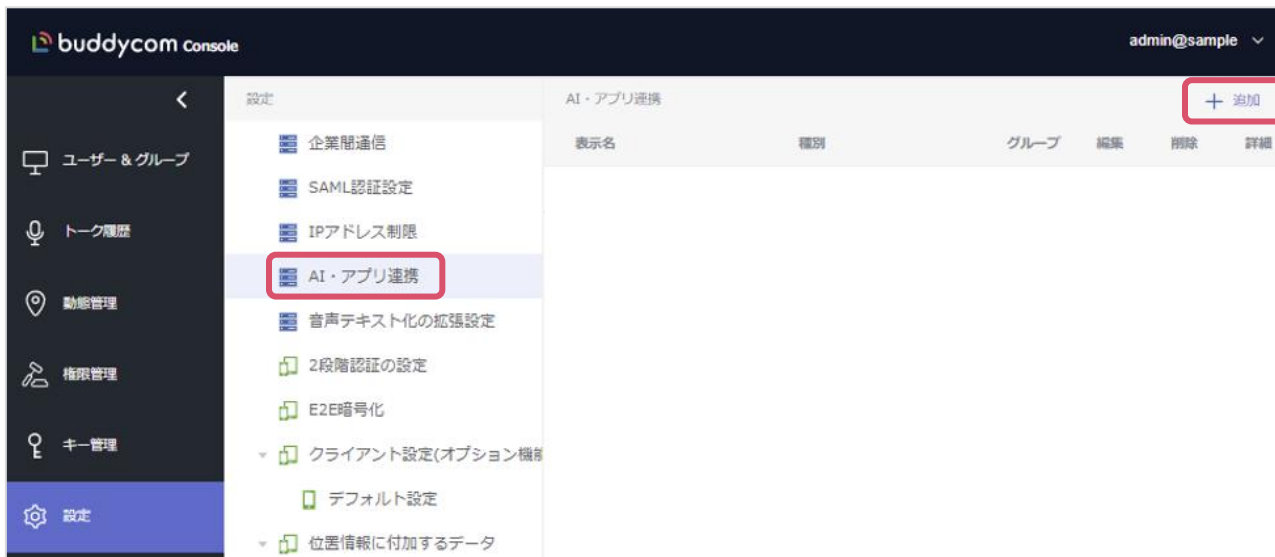 buddycom Console
admin@sample
ユーザー & グループ
トーク履歴
動態管理
権限管理
キー管理
設定
設定
企業間通信
SAML認証設定
IPアドレス制限
AI・アプリ連携
音声テキスト化の拡張設定
2段階認証の設定
E2E暗号化
クライアント設定(オプション機能
デフォルト設定
位置情報に付加するデータ
AI・アプリ連携
+ 追加
表示名 種別 グループ 編集 削除 詳細